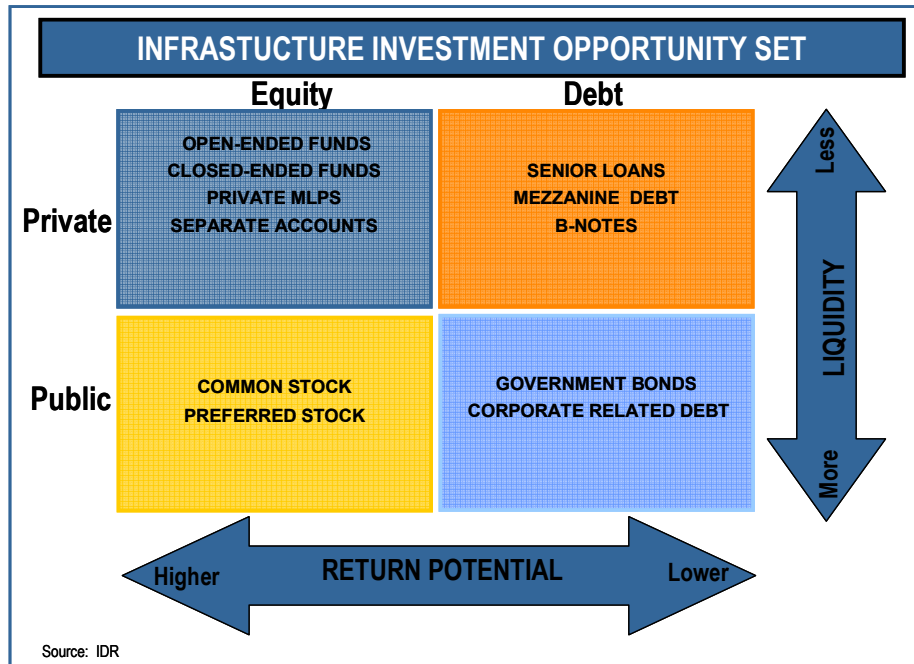 INFRASTUCTURE INVESTMENT OPPORTUNITY SET
Equity
Debt
Private
OPEN-ENDED FUNDS
CLOSED-ENDED FUNDS
PRIVATE MLPS
SEPARATE ACCOUNTS
SENIOR LOANS
MEZZANINE DEBT
B-NOTES
Public
COMMON STOCK
PREFERRED STOCK
GOVERNMENT BONDS
CORPORATE RELATED DEBT
Less
LIQUIDITY
More
Higher
RETURN POTENTIAL
Lower
Source: IDR